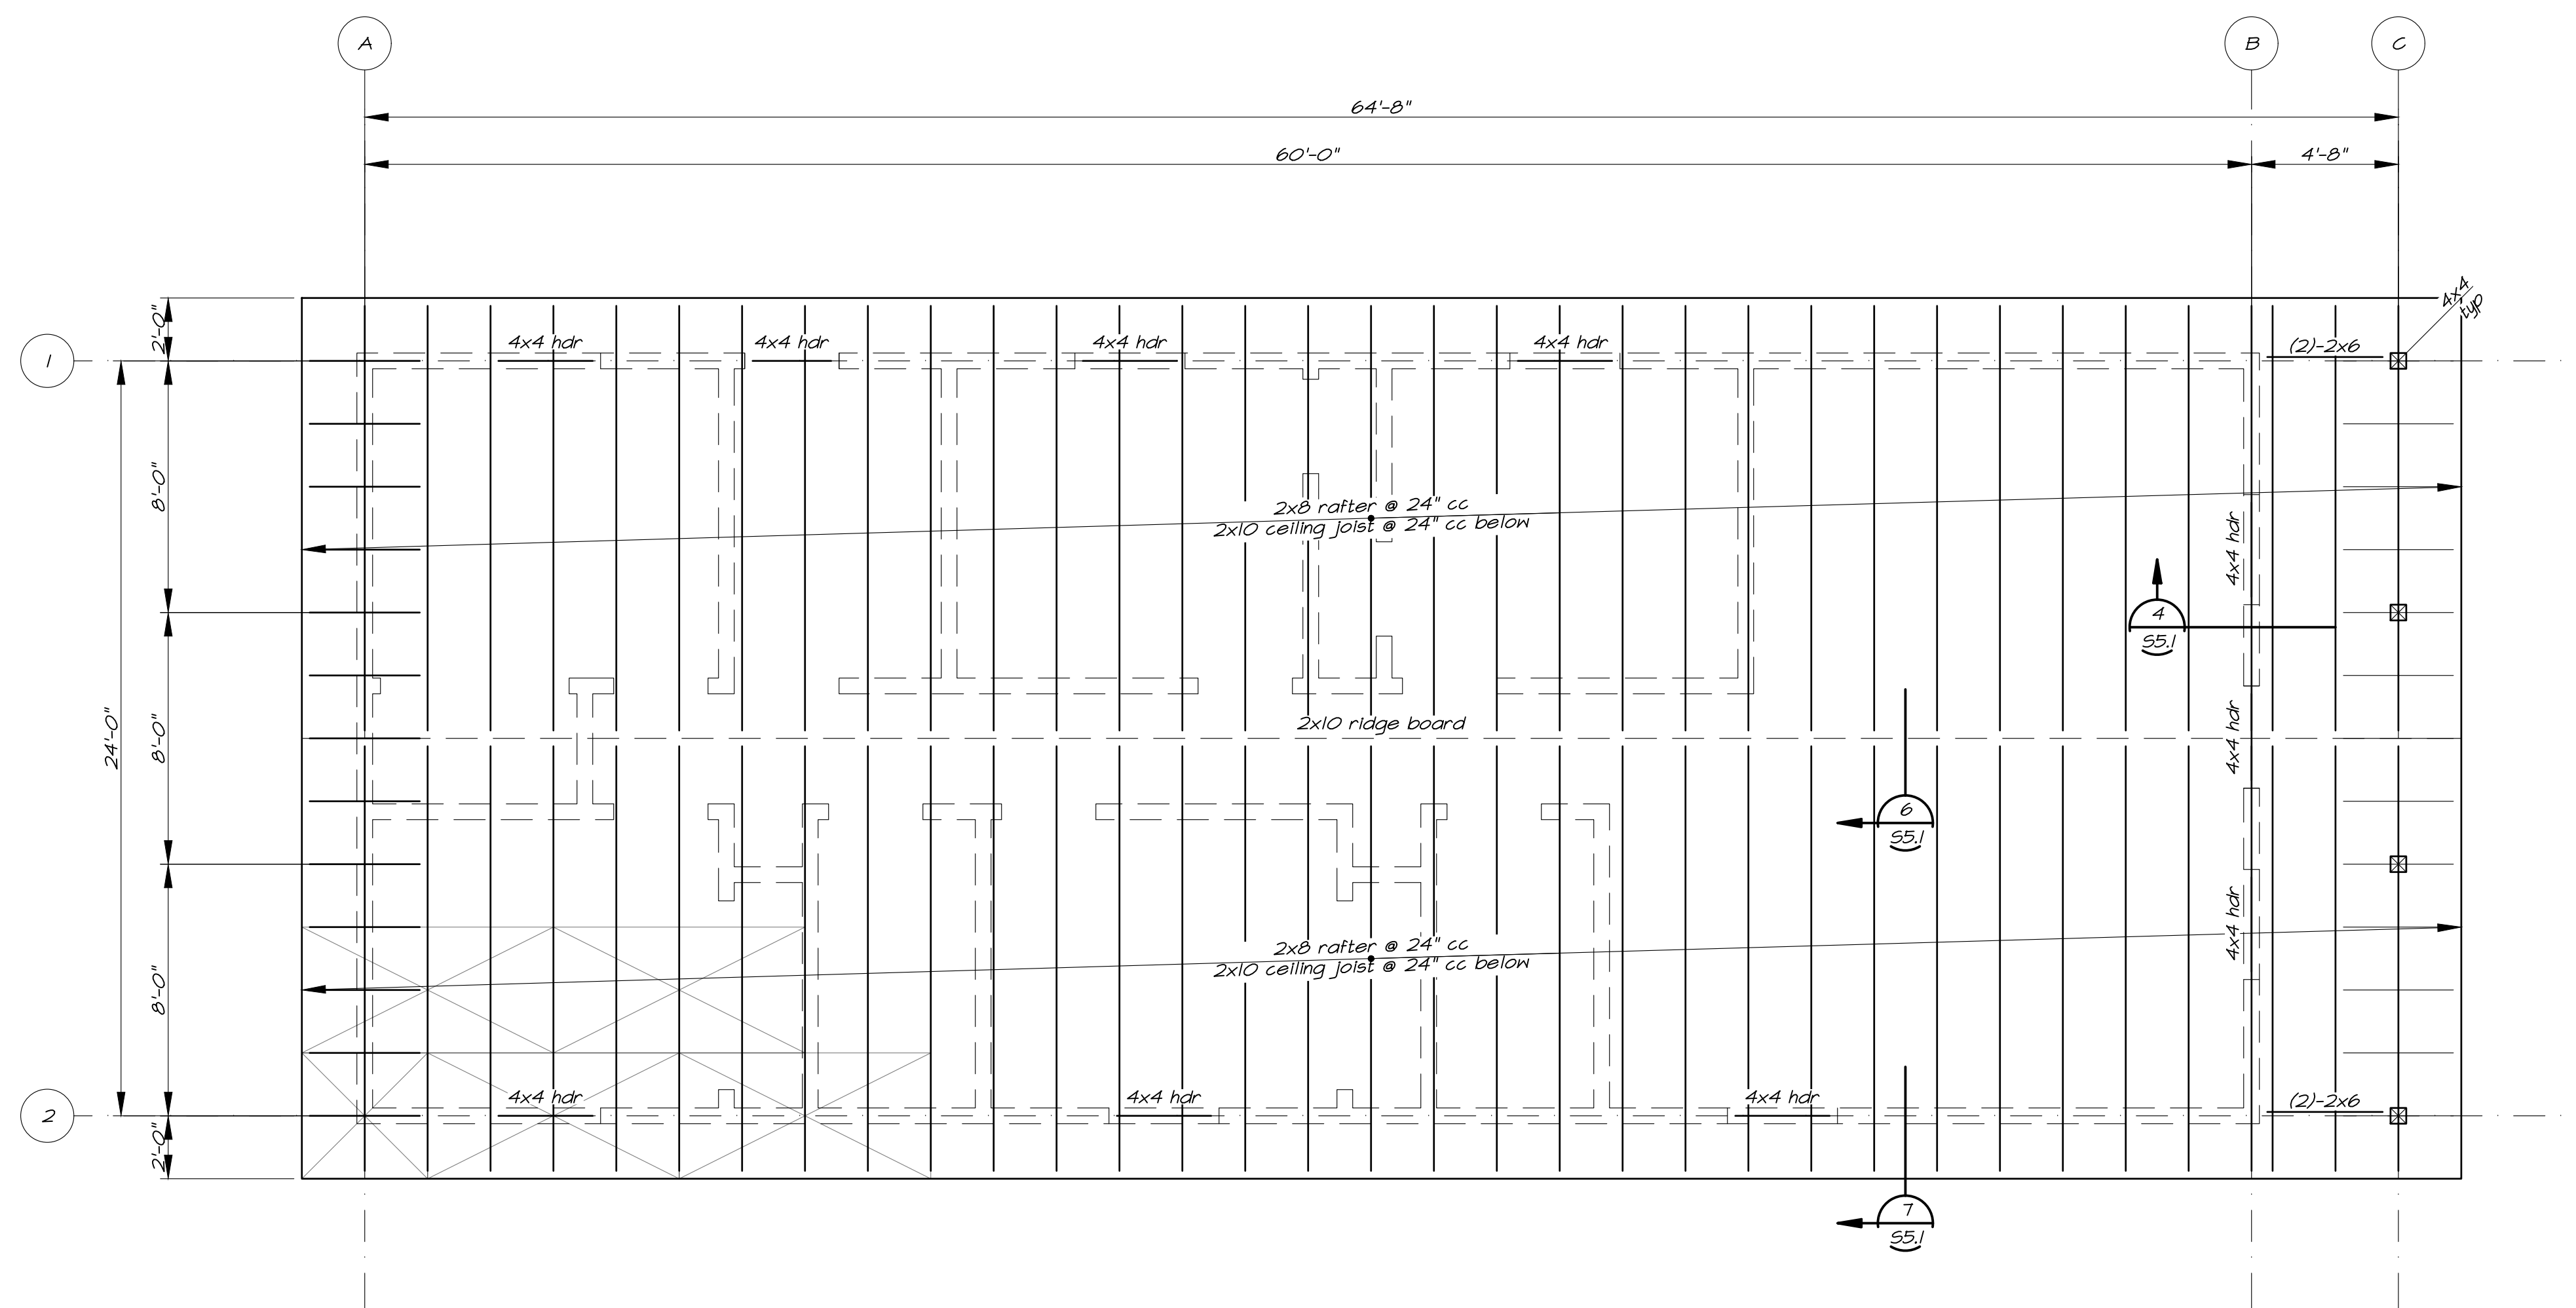 A
B
C
64'-8"
60'-0"
4'-8"
2'-0"
4x4
typ
1
4x4 hdr
4x4 hdr
4x4 hdr
4x4 hdr
(2)-2x6
8'-0"
2x8 rafter @ 24" cc
2x10 ceiling joist @ 24" cc below
4x4 hdr
4
S5.1
24'-0"
8'-0"
2x10 ridge board
4x4 hdr
6
S5.1
8'-0"
2x8 rafter @ 24" cc
2x10 ceiling joist @ 24" cc below
4x4 hdr
2
4x4 hdr
4x4 hdr
4x4 hdr
(2)-2x6
2'-0"
7
S5.1